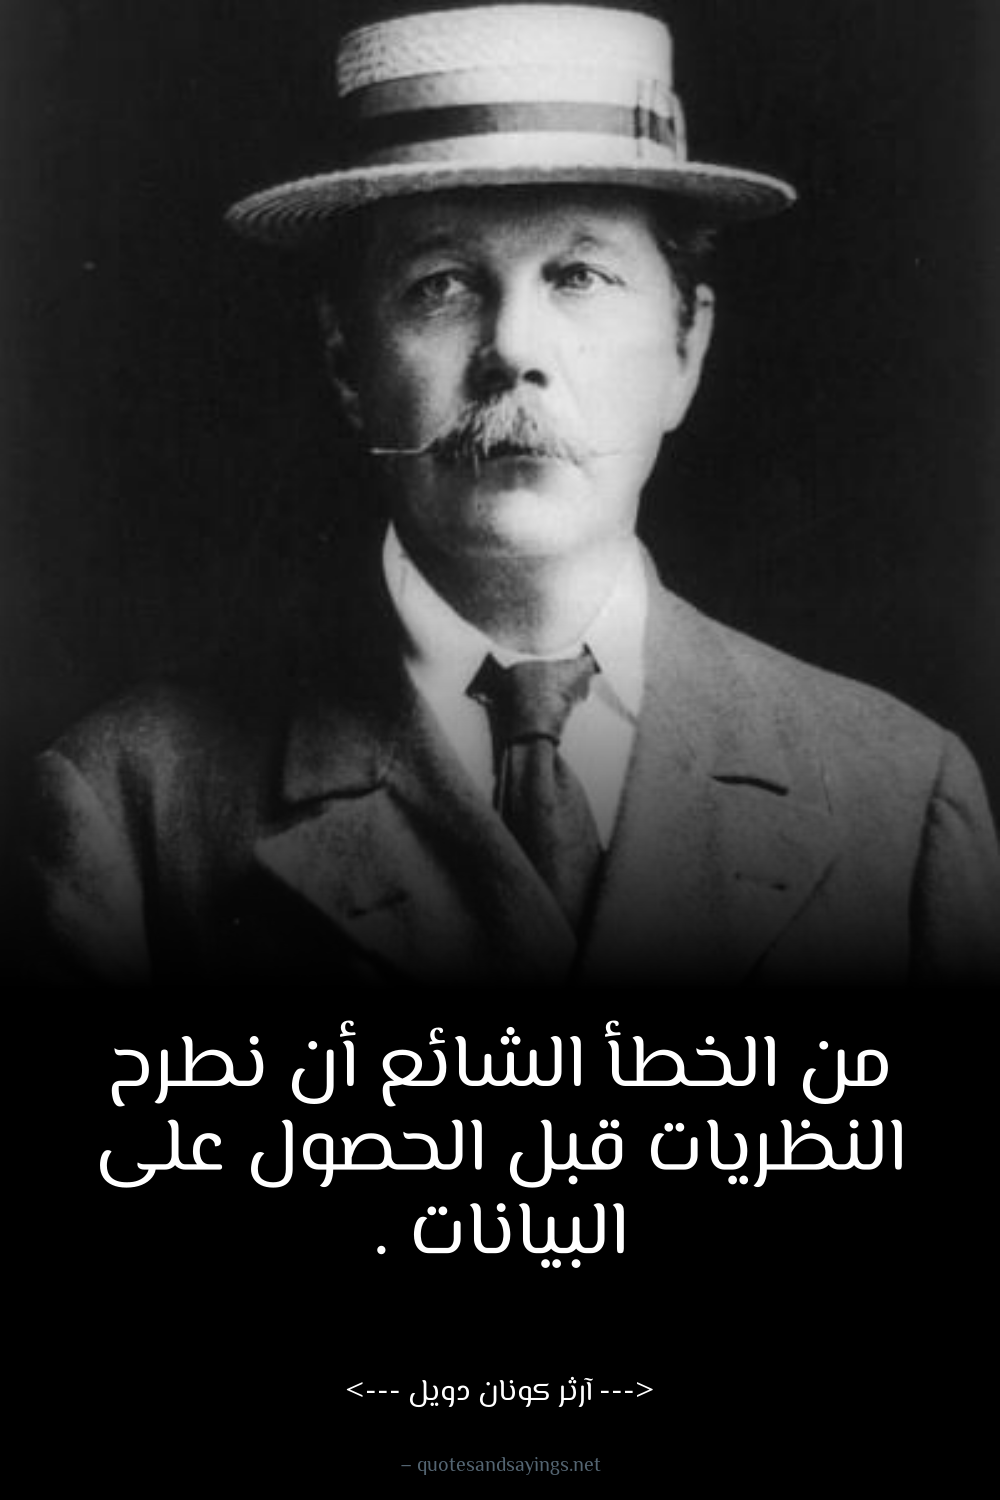 من الخطأ الشائع أن نطرح
النظريات قبل الحصول على
البيانات .
<--- آرثر كونان دويل --->
– quotesandsayings.net